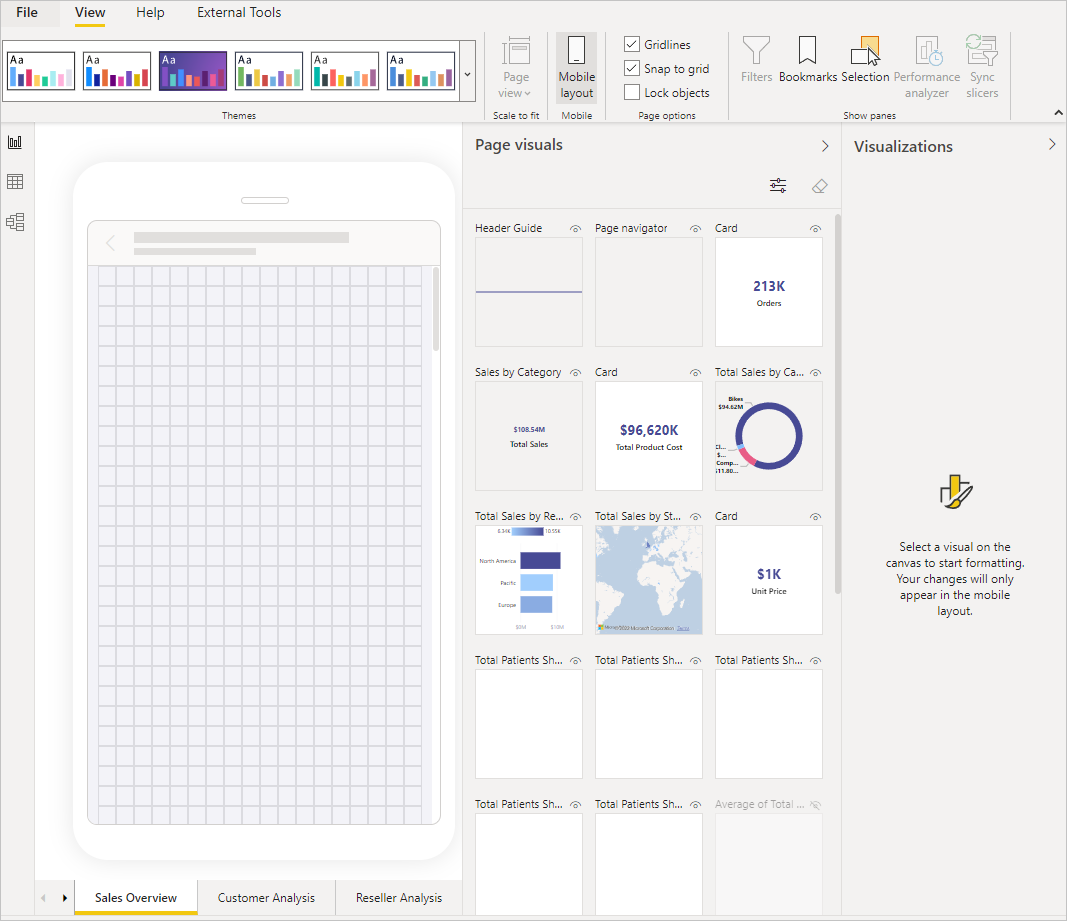 File View Help External Tools
Aa Aa Aa Aa Aa Aa
Themes
Page
view
Scale to fit
Mobile
layout
Mobile
Gridlines
Snap to grid
Lock objects
Page options
Filters Bookmarks Selection Performance
analyzer
Sync
slicers
Show panes
Page visuals
Visualizations
Header Guide Page navigator Card
213K
Orders
Sales by Category Card Total Sales by Ca...
$108.54M
Total Sales
$96,620K
Total Product Cost
Bikes
$94.62M
Cl...
$...
Comp...
$11.80...
Total Sales by Re... Total Sales by St... Card
6.34K 10.55K
North America
Pacific
Europe
$0M $10M
Microsoft Corporation Terms
$1K
Unit Price
Total Patients Sh... Total Patients Sh... Total Patients Sh...
Total Patients Sh... Total Patients Sh... Average of Total ...
Select a visual on the
canvas to start formatting.
Your changes will only
appear in the mobile
layout.
Sales Overview Customer Analysis Reseller Analysis